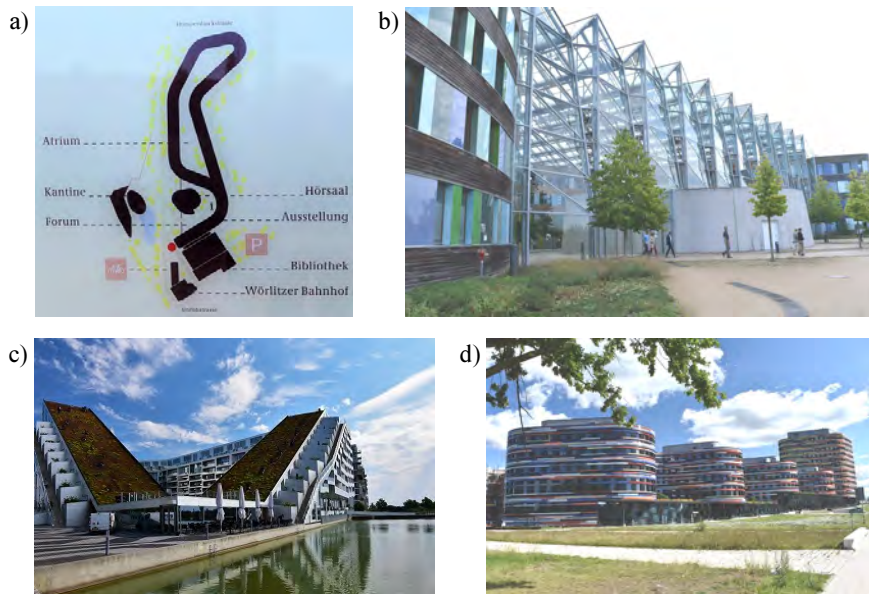 a)
b)
Atrium
Kantine
Hörsaal
Forum
Ausstellung
P
Bibliothek
Wörlitzer Bahnhof
c)
d)